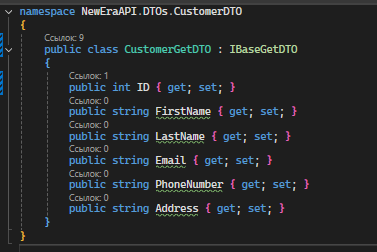 namespace NewEraAPI.DTOs.CustomerDTO
{
Ссылок: 9
public class CustomerGetDTO : IBaseGetDTO
{
Ссылок: 1
public int ID { get; set; }
Ссылок: 0
public string FirstName { get; set; }
Ссылок: 0
public string LastName { get; set; }
Ссылок: 0
public string Email { get; set; }
Ссылок: 0
public string PhoneNumber { get; set; }
Ссылок: 0
public string Address { get; set; }
}
}